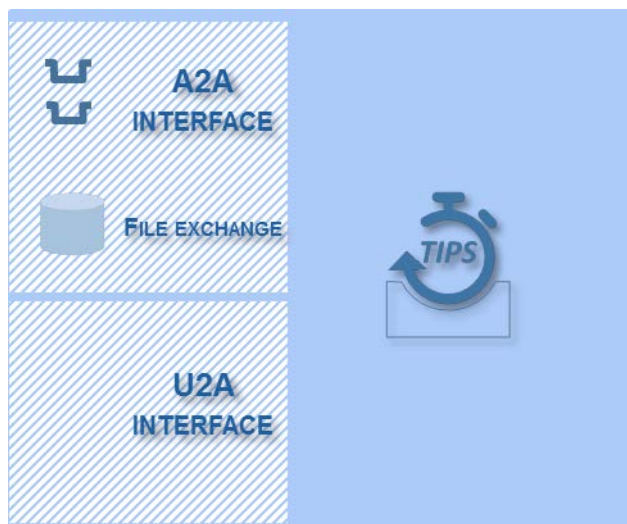 A2A
INTERFACE
FILE EXCHANGE
TIPS
U2A
INTERFACE